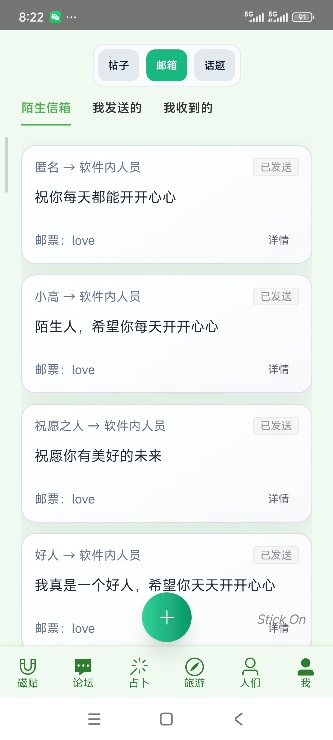 8:22
5G 5G 91
帖子 邮箱 话题
陌生信箱 我发送的 我收到的
匿名 → 软件内人员 已发送
祝你每天都能开开心心
邮票：love 详情
小高 → 软件内人员 已发送
陌生人，希望你每天开开心心
邮票：love 详情
祝愿之人 → 软件内人员 已发送
祝愿你有美好的未来
邮票：love 详情
好人 → 软件内人员 已发送
我真是一个好人，希望你天天开开心心
Stick On
邮票：love 详情
磁贴 论坛 占卜 旅游 人们 我